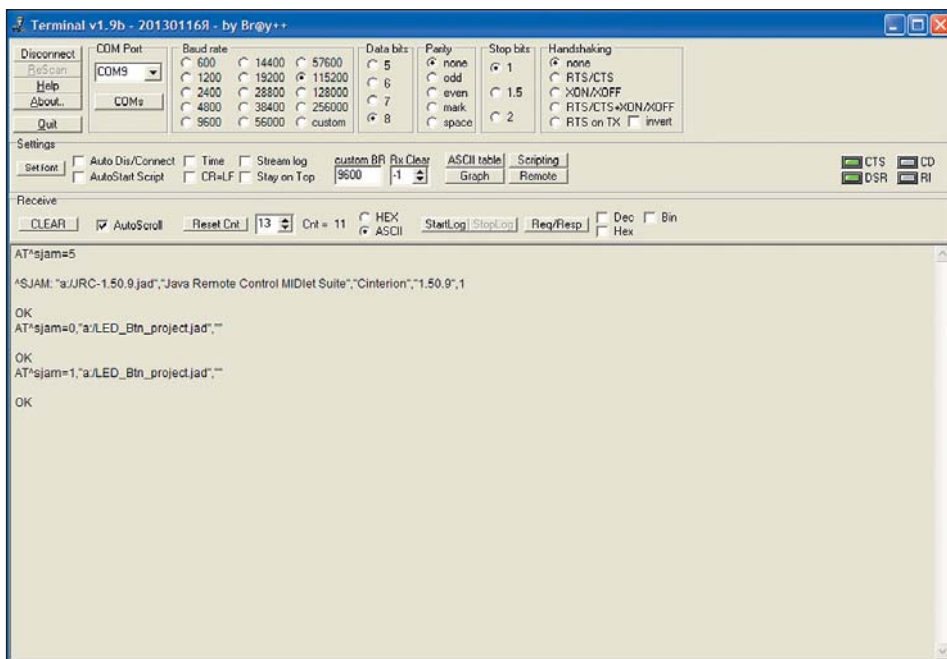 Terminal v1.9b - 20130116Я - by Br@y++
Disconnect
ReScan
Help
About..
Quit
COM Port
COM9
COMs
Baud rate
600 14400 57600
1200 19200 115200
2400 28800 128000
4800 38400 256000
9600 56000 custom
Data bits
5
6
7
8
Parity
none
odd
even
mark
space
Stop bits
1
1.5
2
Handshaking
none
RTS/CTS
XON/XOFF
RTS/CTS+XON/XOFF
RTS on TX invert
Settings
Set font
Auto Dis/Connect Time Stream log
AutoStart Script CR=LF Stay on Top
custom BR Rx Clear
9600 -1
ASCII table Scripting
Graph Remote
CTS CD
DSR RI
Receive
CLEAR AutoScroll Reset Cnt 13 Cnt = 11
HEX
ASCII
StartLog StopLog Req/Resp
Dec Bin
Hex
AT^sjam=5
^SJAM: "a:/JRC-1.50.9.jad","Java Remote Control MIDlet Suite","Cinterion","1.50.9",1
OK
AT^sjam=0,"a:/LED_Btn_project.jad",""
OK
AT^sjam=1,"a:/LED_Btn_project.jad",""
OK